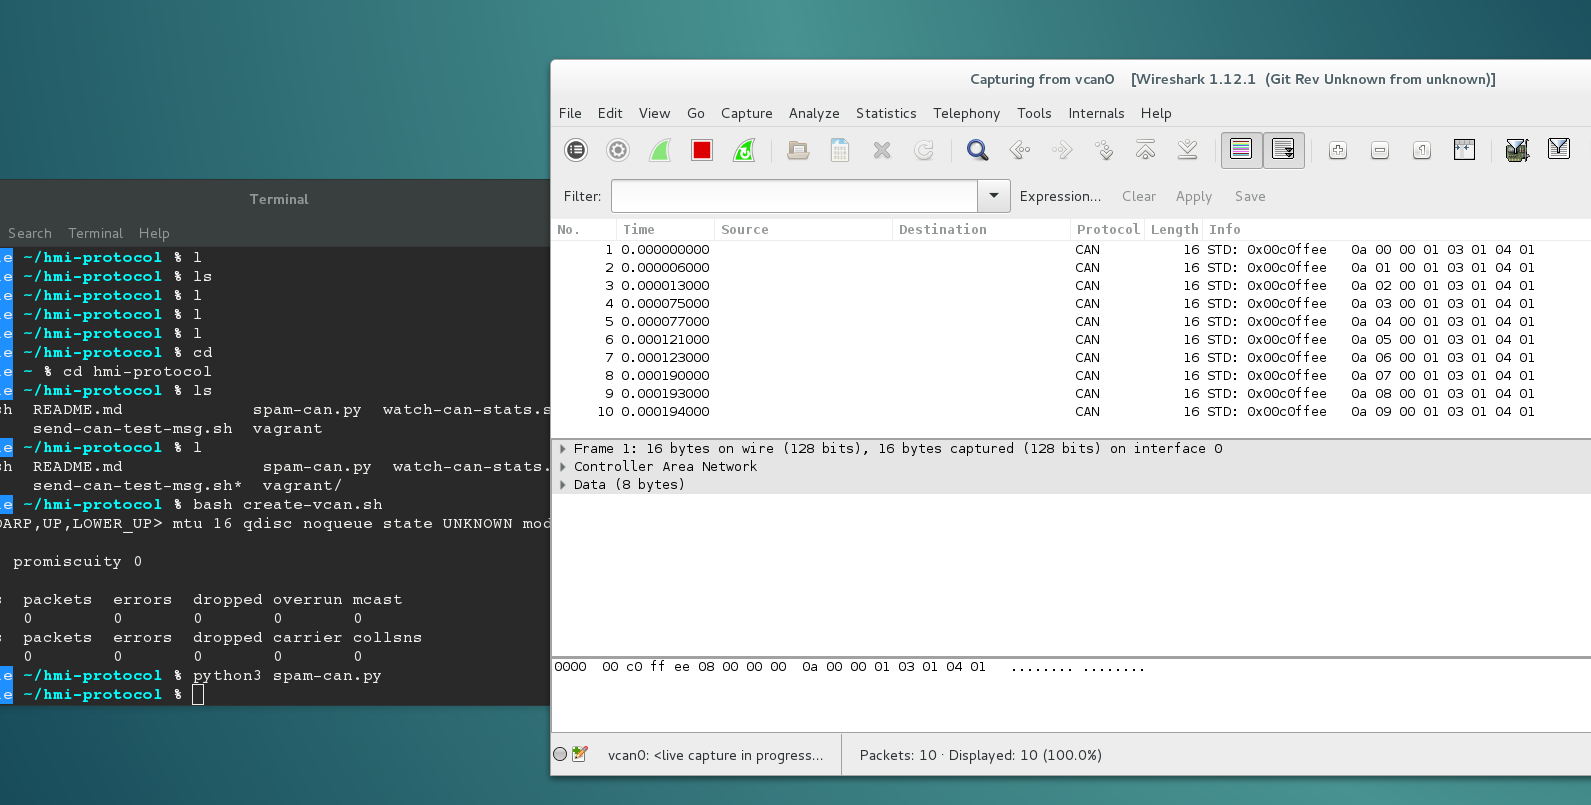 Terminal
Search Terminal Help
le ~/hmi-protocol % l
le ~/hmi-protocol % ls
le ~/hmi-protocol % l
le ~/hmi-protocol % l
le ~/hmi-protocol % l
le ~/hmi-protocol % cd
le ~ % cd hmi-protocol
le ~/hmi-protocol % ls
sh README.md spam-can.py watch-can-stats.s
send-can-test-msg.sh vagrant
le ~/hmi-protocol % l
sh README.md spam-can.py watch-can-stats.
send-can-test-msg.sh* vagrant/
le ~/hmi-protocol % bash create-vcan.sh
OARP,UP,LOWER_UP> mtu 16 qdisc noqueue state UNKNOWN mod
promiscuity 0
s packets errors dropped overrun mcast
0 0 0 0 0
s packets errors dropped carrier collsns
0 0 0 0 0
le ~/hmi-protocol % python3 spam-can.py
le ~/hmi-protocol %
Capturing from vcan0 [Wireshark 1.12.1 (Git Rev Unknown from unknown)]
File Edit View Go Capture Analyze Statistics Telephony Tools Internals Help
Filter: Expression... Clear Apply Save
No. Time Source Destination Protocol Length Info
1 0.000000000 CAN 16 STD: 0x00c0ffee 0a 00 00 01 03 01 04 01
2 0.000006000 CAN 16 STD: 0x00c0ffee 0a 01 00 01 03 01 04 01
3 0.000013000 CAN 16 STD: 0x00c0ffee 0a 02 00 01 03 01 04 01
4 0.000075000 CAN 16 STD: 0x00c0ffee 0a 03 00 01 03 01 04 01
5 0.000077000 CAN 16 STD: 0x00c0ffee 0a 04 00 01 03 01 04 01
6 0.000121000 CAN 16 STD: 0x00c0ffee 0a 05 00 01 03 01 04 01
7 0.000123000 CAN 16 STD: 0x00c0ffee 0a 06 00 01 03 01 04 01
8 0.000190000 CAN 16 STD: 0x00c0ffee 0a 07 00 01 03 01 04 01
9 0.000193000 CAN 16 STD: 0x00c0ffee 0a 08 00 01 03 01 04 01
10 0.000194000 CAN 16 STD: 0x00c0ffee 0a 09 00 01 03 01 04 01
Frame 1: 16 bytes on wire (128 bits), 16 bytes captured (128 bits) on interface 0
Controller Area Network
Data (8 bytes)
0000 00 c0 ff ee 08 00 00 00 0a 00 00 01 03 01 04 01 ........ ........
vcan0: <live capture in progress... Packets: 10 · Displayed: 10 (100.0%)